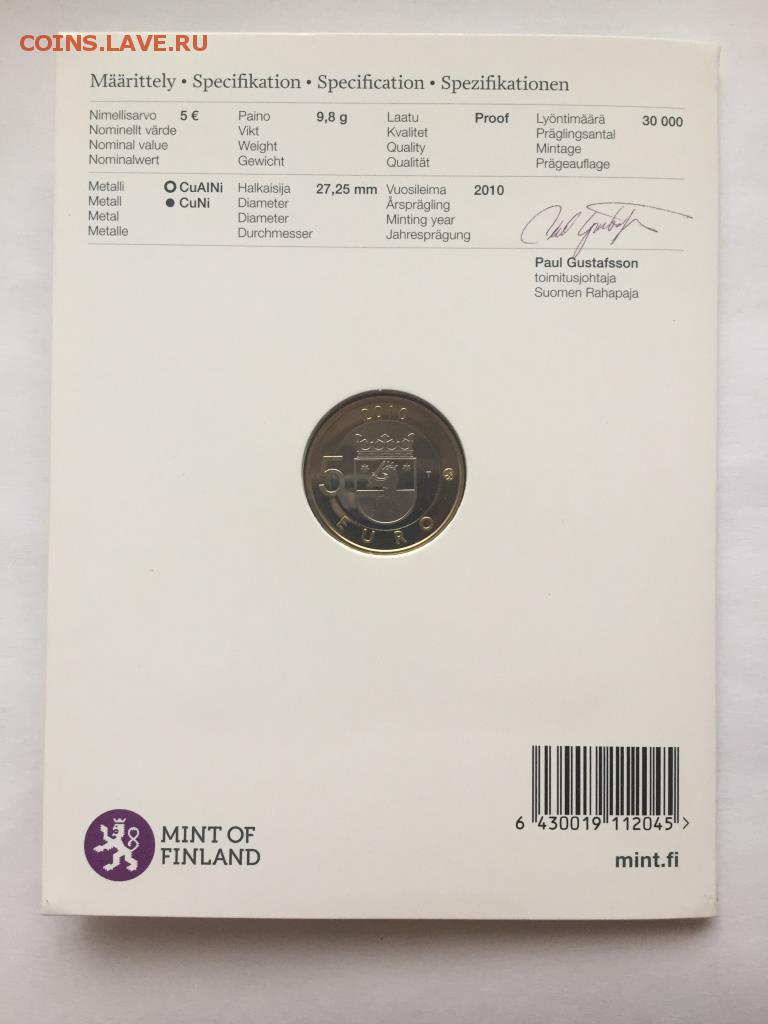 COINS.LAVE.RU
Määrittely • Specifikation • Specification • Spezifikationen
Nimellisarvo 5 € Paino 9,8 g Laatu Proof Lyöntimäärä 30 000
Nominellt värde Vikt Kvalitet Präglingsantal
Nominal value Weight Quality Mintage
Nominalwert Gewicht Qualität Prägeauflage
Metalli CuAlNi Halkaisija 27,25 mm Vuosileima 2010
Metall CuNi Diameter Årsprägling
Metal Diameter Minting year
Metalle Durchmesser Jahresprägung
Paul Gustafsson
toimitusjohtaja
Suomen Rahapaja
2010
5 T
EURO
6 430019 112045 >
MINT OF
FINLAND
mint.fi